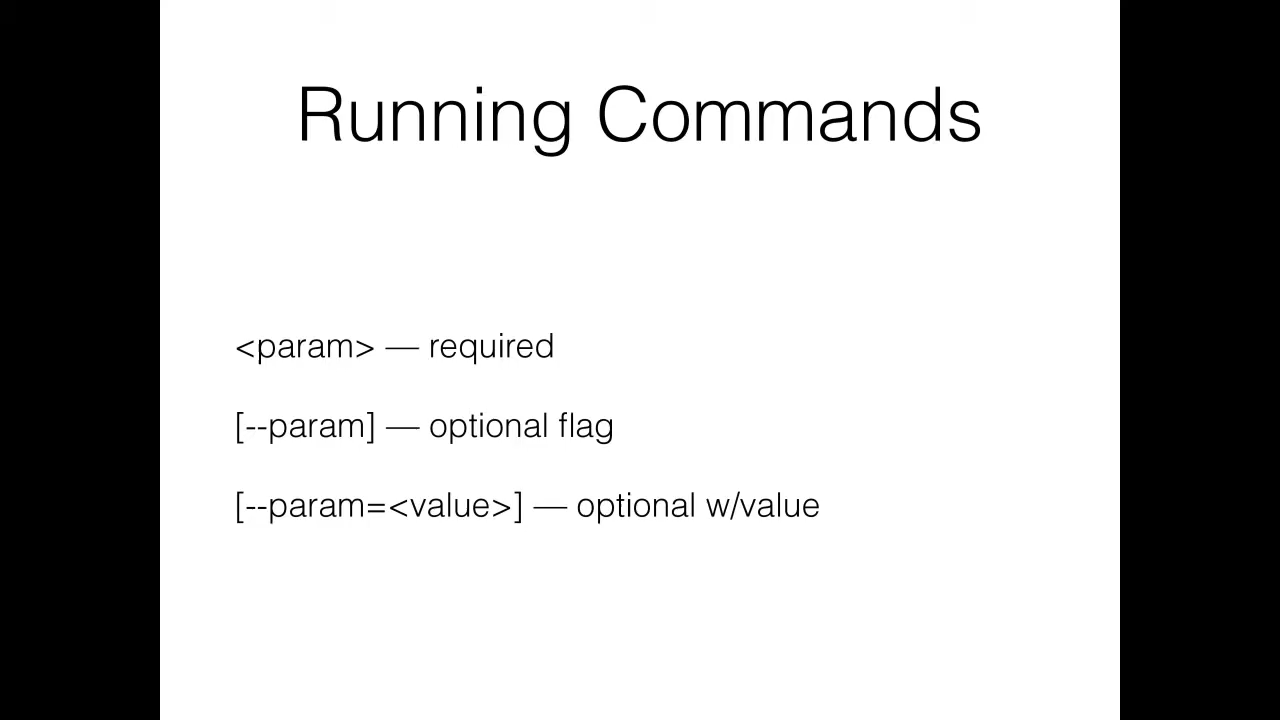 Running Commands
<param> — required
[--param] — optional flag
[--param=<value>] — optional w/value